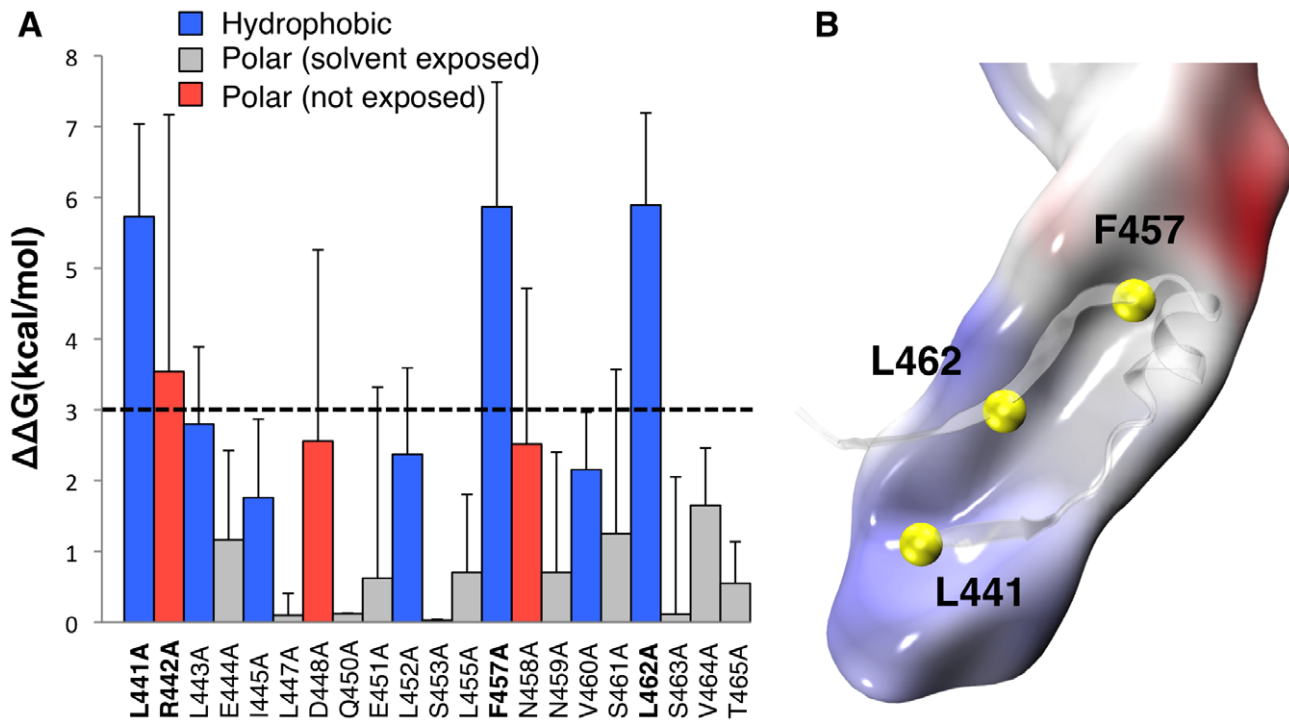 A
B
Hydrophobic
Polar (solvent exposed)
Polar (not exposed)
ΔΔG(kcal/mol)
8
7
6
5
4
3
2
1
0
L441A
R442A
L443A
E444A
I445A
L447A
D448A
Q450A
E451A
L452A
S453A
L455A
F457A
N458A
N459A
V460A
S461A
L462A
S463A
V464A
T465A
F457
L462
L441